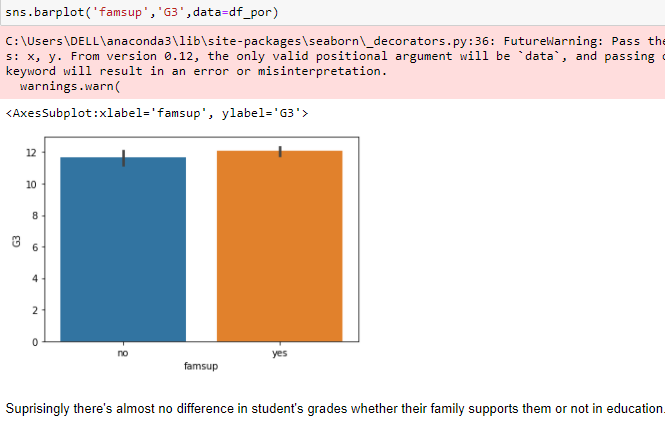 sns.barplot('famsup','G3',data=df_por)
C:\Users\DELL\anaconda3\lib\site-packages\seaborn\_decorators.py:36: FutureWarning: Pass the
s: x, y. From version 0.12, the only valid positional argument will be `data`, and passing
keyword will result in an error or misinterpretation.
warnings.warn(
<AxesSubplot:xlabel='famsup', ylabel='G3'>
12
10
8
6
4
2
0
G3
no yes
famsup
Suprisingly there's almost no difference in student's grades whether their family supports them or not in education.